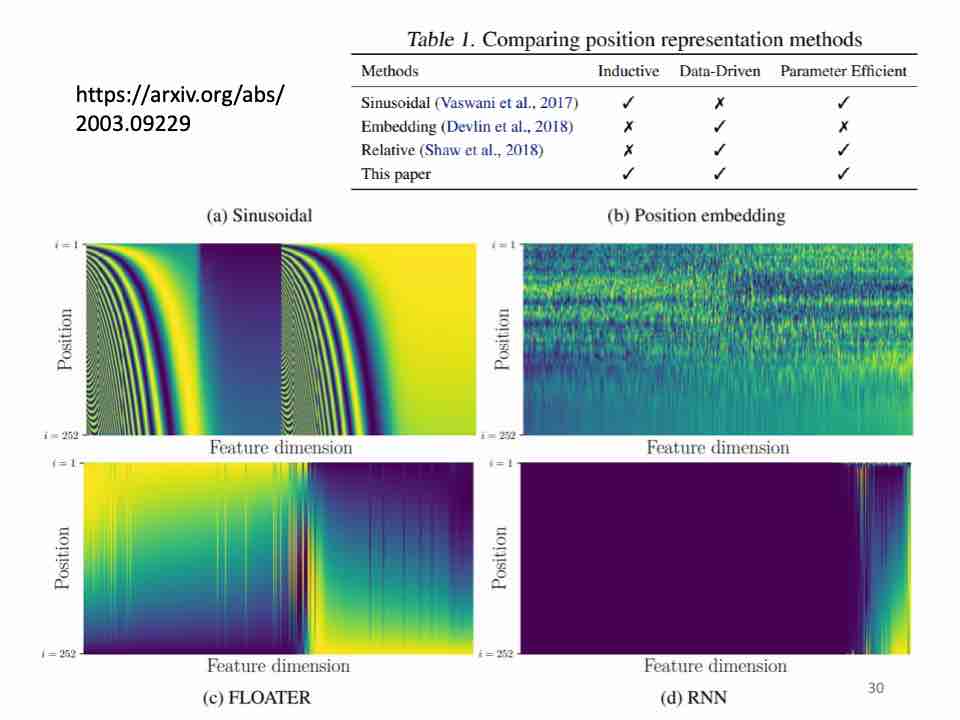 Table 1. Comparing position representation methods
https://arxiv.org/abs/
2003.09229
Methods Inductive Data-Driven Parameter Efficient
Sinusoidal (Vaswani et al., 2017) ✓ ✗ ✓
Embedding (Devlin et al., 2018) ✗ ✓ ✗
Relative (Shaw et al., 2018) ✗ ✓ ✓
This paper ✓ ✓ ✓
(a) Sinusoidal
i = 1
Position
i = 252
Feature dimension
(b) Position embedding
i = 1
Position
i = 252
Feature dimension
i = 1
Position
i = 252
Feature dimension
(c) FLOATER
i = 1
Position
i = 252
Feature dimension
(d) RNN
30